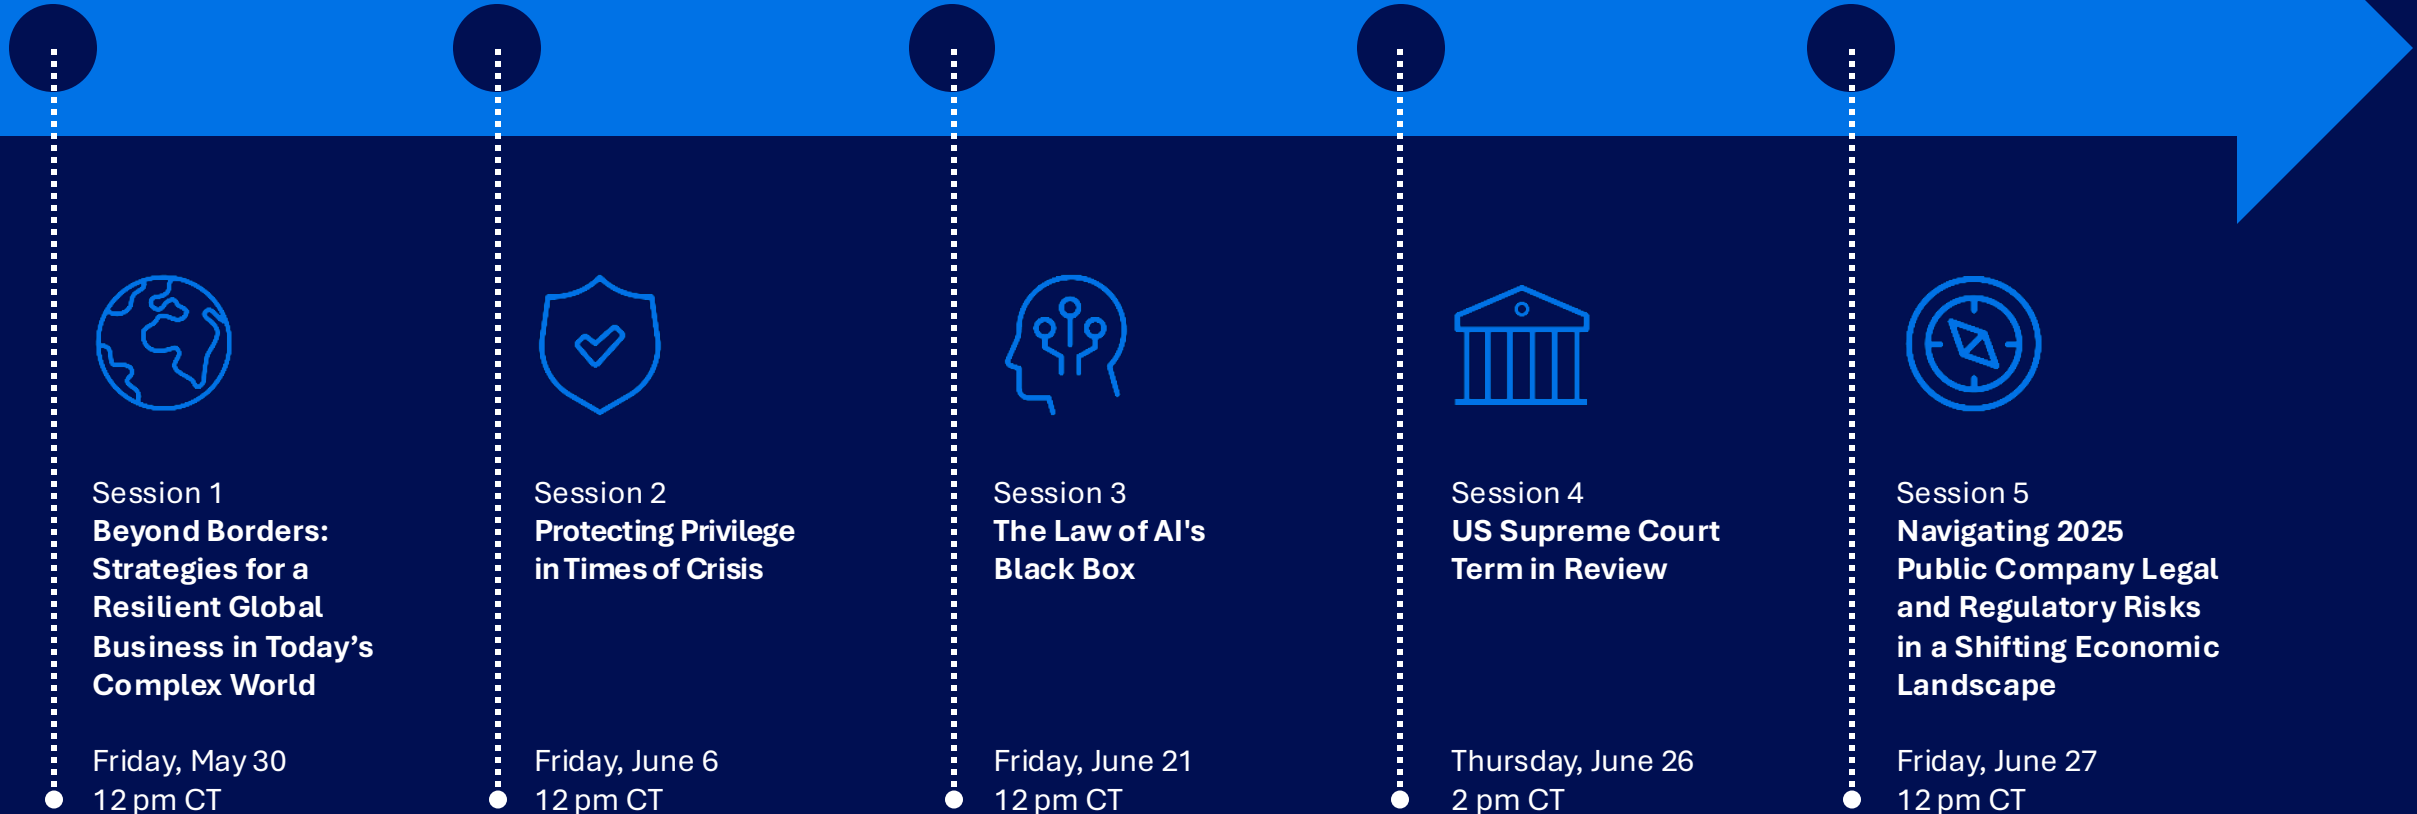 Session 1
Beyond Borders:
Strategies for a
Resilient Global
Business in Today’s
Complex World
Friday, May 30
12 pm CT
Session 2
Protecting Privilege
in Times of Crisis
Friday, June 6
12 pm CT
Session 3
The Law of AI's
Black Box
Friday, June 21
12 pm CT
Session 4
US Supreme Court
Term in Review
Thursday, June 26
2 pm CT
Session 5
Navigating 2025
Public Company Legal
and Regulatory Risks
in a Shifting Economic
Landscape
Friday, June 27
12 pm CT